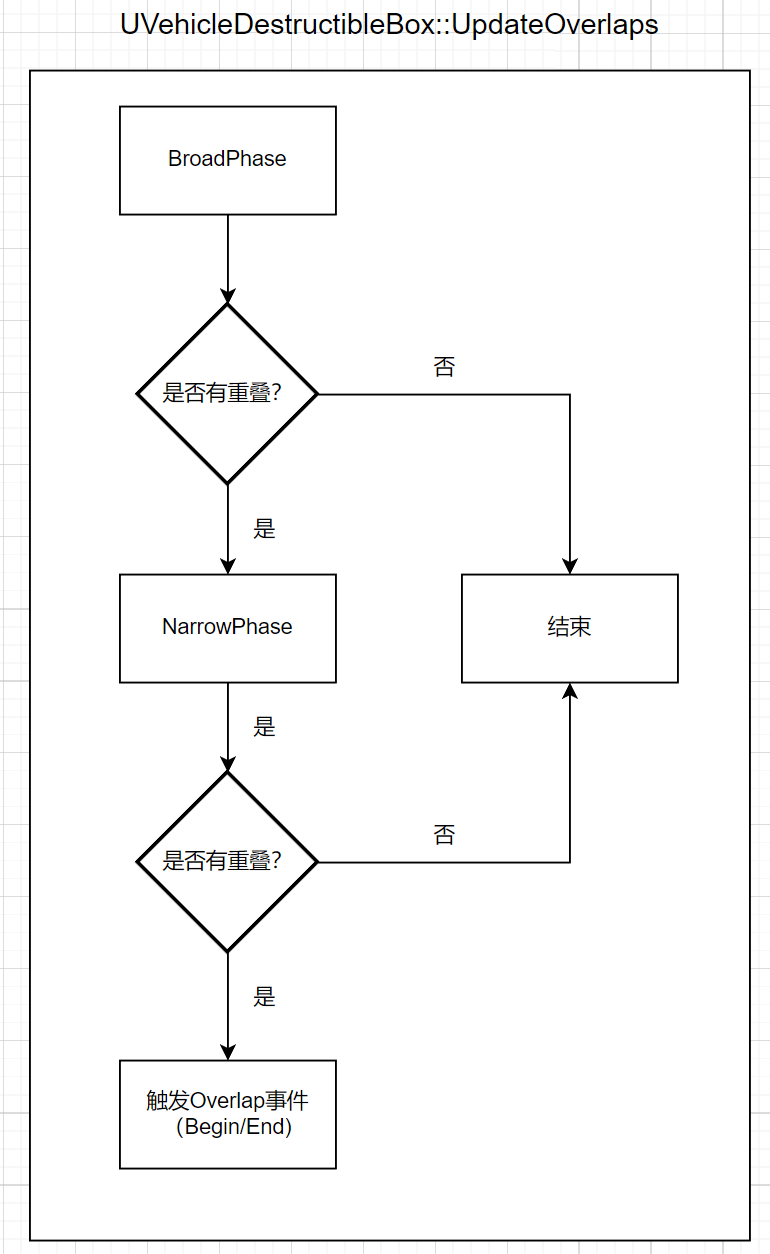 UVehicleDestructibleBox::UpdateOverlaps
BroadPhase
是否有重叠？
否
是
NarrowPhase
结束
是
是否有重叠？
否
是
触发Overlap事件
（Begin/End)